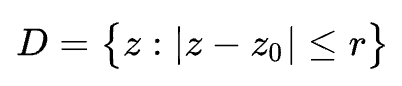 D = {z : |z − z₀| ≤ r}